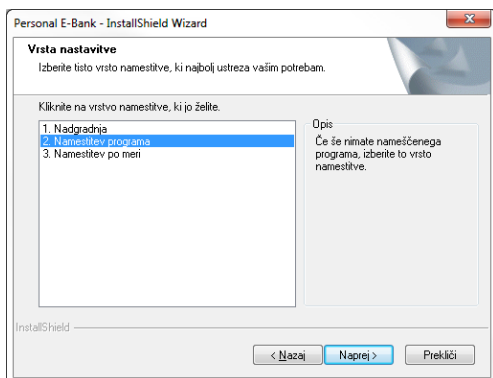 Personal E-Bank - InstallShield Wizard
Vrsta nastavitve
Izberite tisto vrsto namestitve, ki najbolj ustreza vašim potrebam.
Kliknite na vrstvo namestitve, ki jo želite.
1. Nadgradnja
2. Namestitev programa
3. Namestitev po meri
Opis
Če še nimate nameščenega
programa, izberite to vrsto
namestitve.
InstallShield
< Nazaj
Naprej >
Prekliči